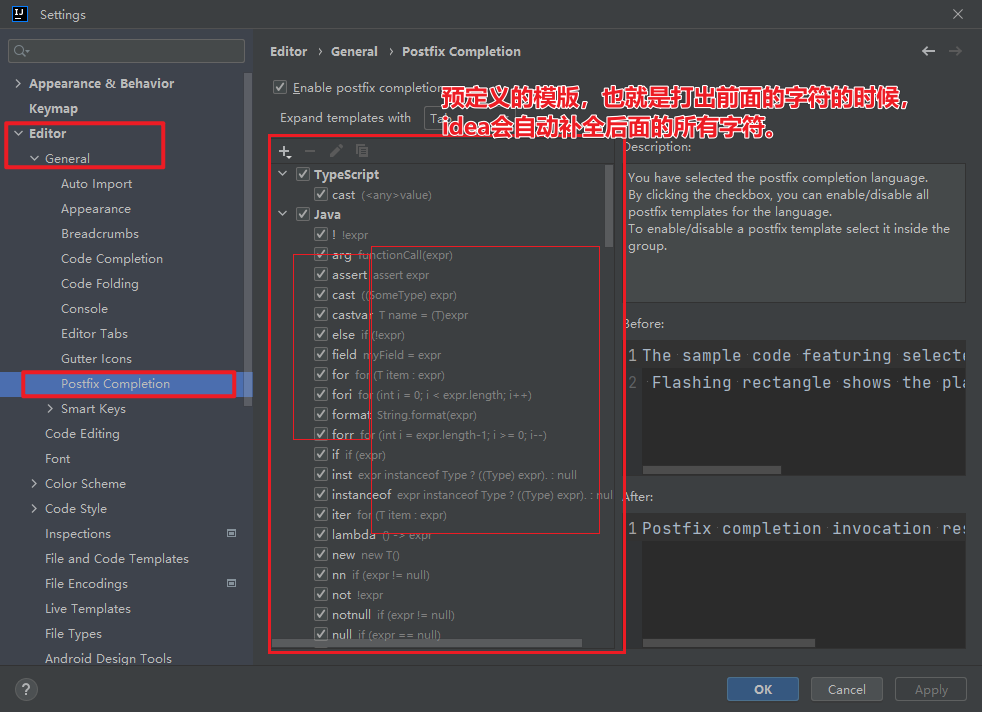 IJ Settings
Editor › General › Postfix Completion
Appearance & Behavior
Keymap
Editor
General
Auto Import
Appearance
Breadcrumbs
Code Completion
Code Folding
Console
Editor Tabs
Gutter Icons
Postfix Completion
Smart Keys
Code Editing
Font
Color Scheme
Code Style
Inspections
File and Code Templates
File Encodings
Live Templates
File Types
Android Design Tools
Enable postfix completion
预定义的模版，也就是打出前面的字符的时候，
idea会自动补全后面的所有字符。
Expand templates with
TypeScript
cast (<any>value)
Java
! !expr
arg functionCall(expr)
assert assert expr
cast ((SomeType) expr)
castvar T name = (T)expr
else if (!expr)
field myField = expr
for for (T item : expr)
fori for (int i = 0; i < expr.length; i++)
format String.format(expr)
forr for (int i = expr.length-1; i >= 0; i--)
if if (expr)
inst expr instanceof Type ? ((Type) expr). : null
instanceof expr instanceof Type ? ((Type) expr). : nul
iter for (T item : expr)
lambda () -> expr
new new T()
nn if (expr != null)
not !expr
notnull if (expr != null)
null if (expr == null)
Description:
You have selected the postfix completion language.
By clicking the checkbox, you can enable/disable all
postfix templates for the language.
To enable/disable a postfix template select it inside the
group.
Before:
1 The sample code featuring selecte
2 Flashing rectangle shows the pla
After:
1 Postfix completion invocation res
? OK Cancel Apply